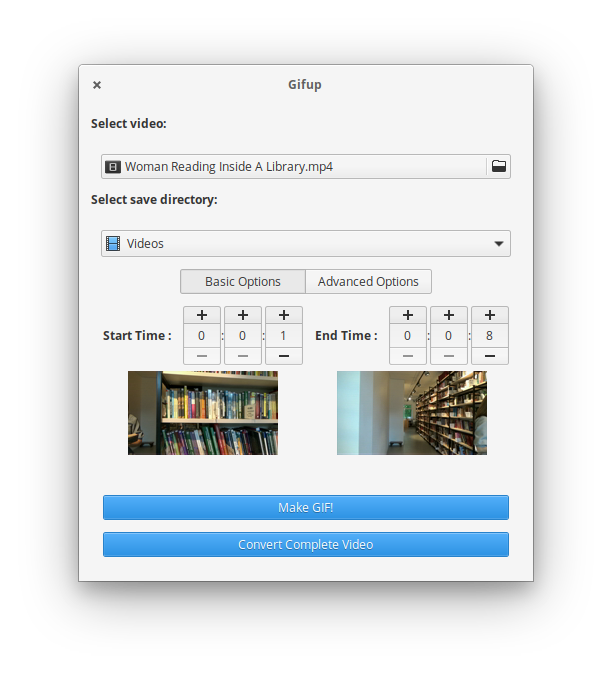 Gifup
Select video:
Woman Reading Inside A Library.mp4
Select save directory:
Videos
Basic Options Advanced Options
+ + + + + +
Start Time : 0 : 0 : 1 End Time : 0 : 0 : 8
− − − − − −
Make GIF!
Convert Complete Video